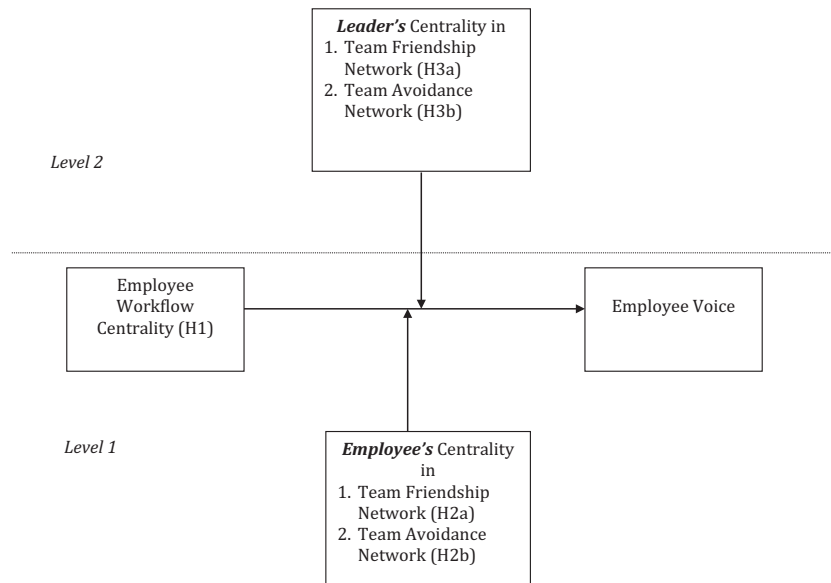 Leader's Centrality in
1. Team Friendship
Network (H3a)
2. Team Avoidance
Network (H3b)
Level 2
Employee
Workflow
Centrality (H1)
Employee Voice
Level 1
Employee's Centrality
in
1. Team Friendship
Network (H2a)
2. Team Avoidance
Network (H2b)